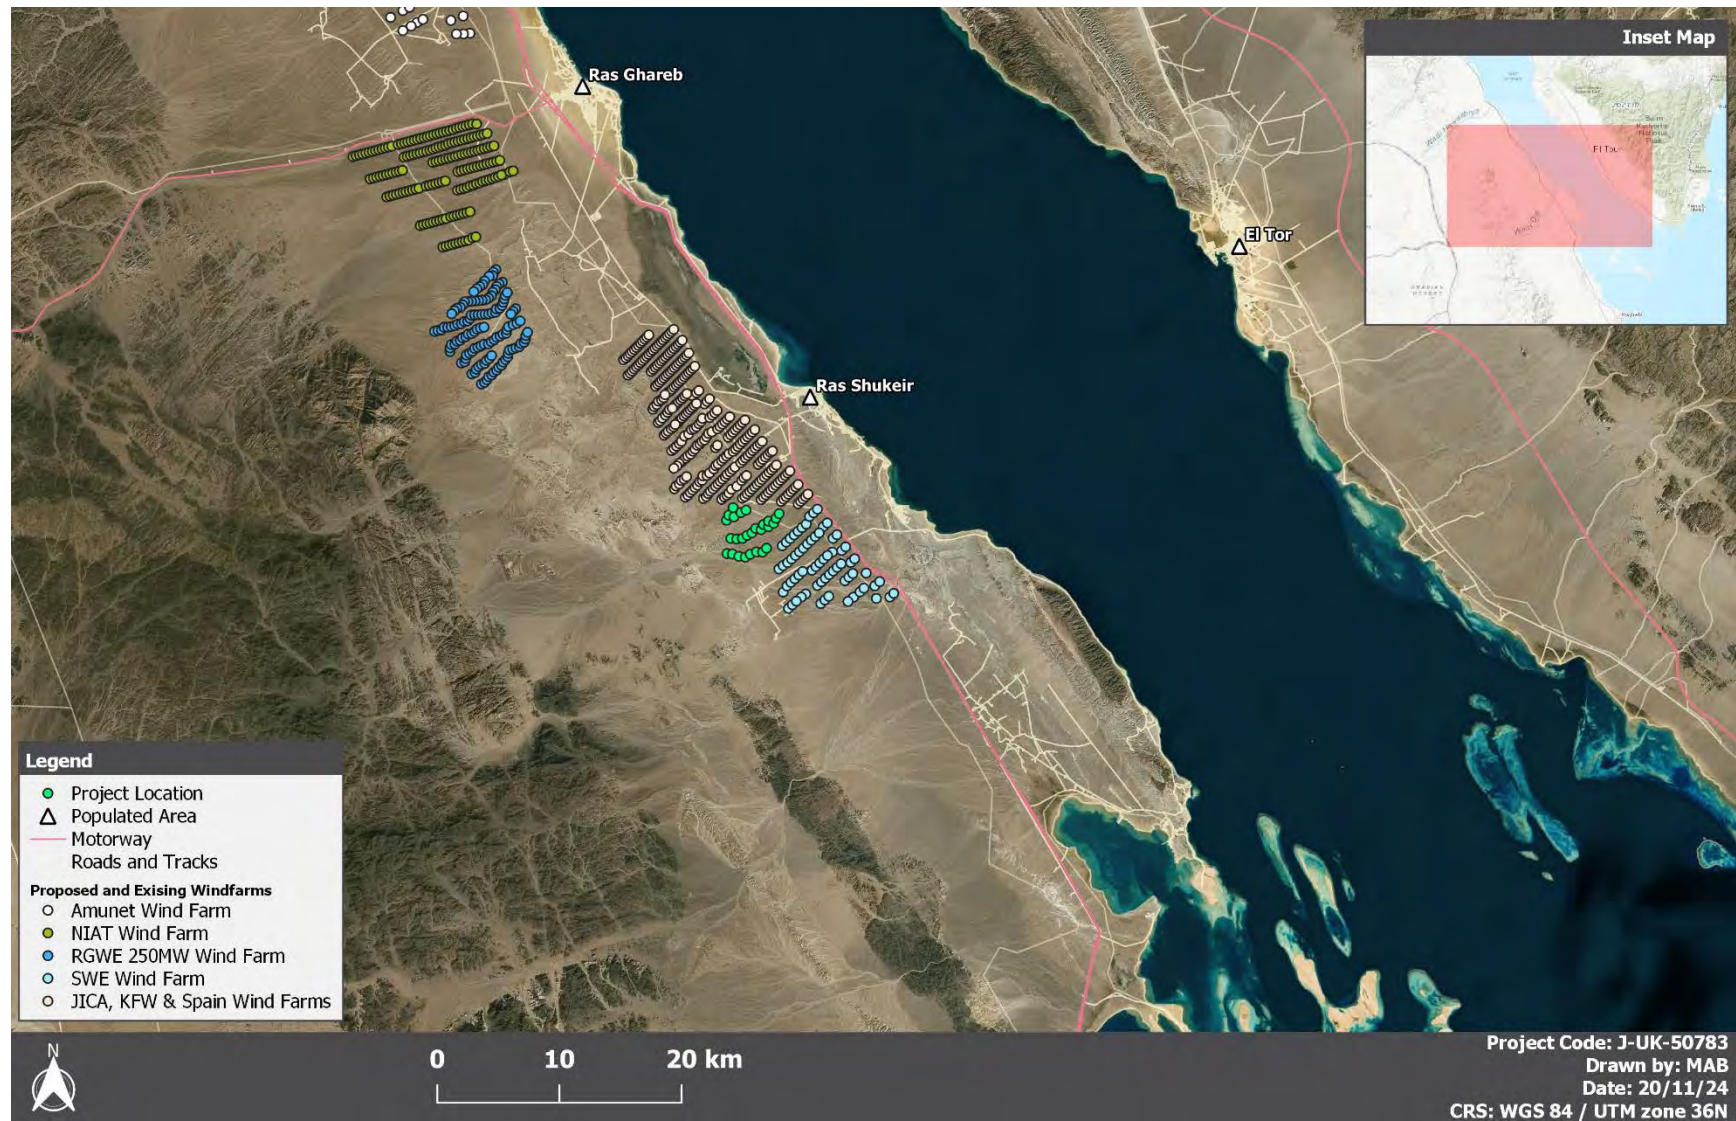 Inset Map
Ras Ghareb
El Tour
El Tor
Ras Shukeir
Legend
Project Location
Populated Area
Motorway
Roads and Tracks
Proposed and Exising Windfarms
Amunet Wind Farm
NIAT Wind Farm
RGWE 250MW Wind Farm
SWE Wind Farm
JICA, KFW & Spain Wind Farms
N
0 10 20 km
Project Code: J-UK-50783
Drawn by: MAB
Date: 20/11/24
CRS: WGS 84 / UTM zone 36N